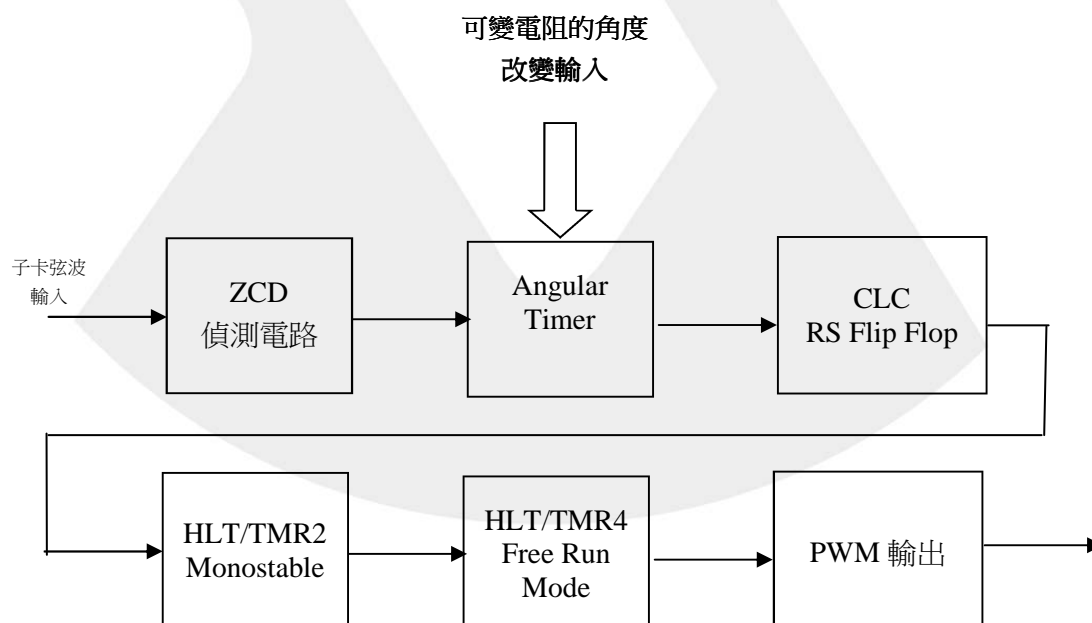 可變電阻的角度
改變輸入
子卡弦波
輸入
ZCD
偵測電路
Angular
Timer
CLC
RS Flip Flop
HLT/TMR2
Monostable
HLT/TMR4
Free Run
Mode
PWM 輸出